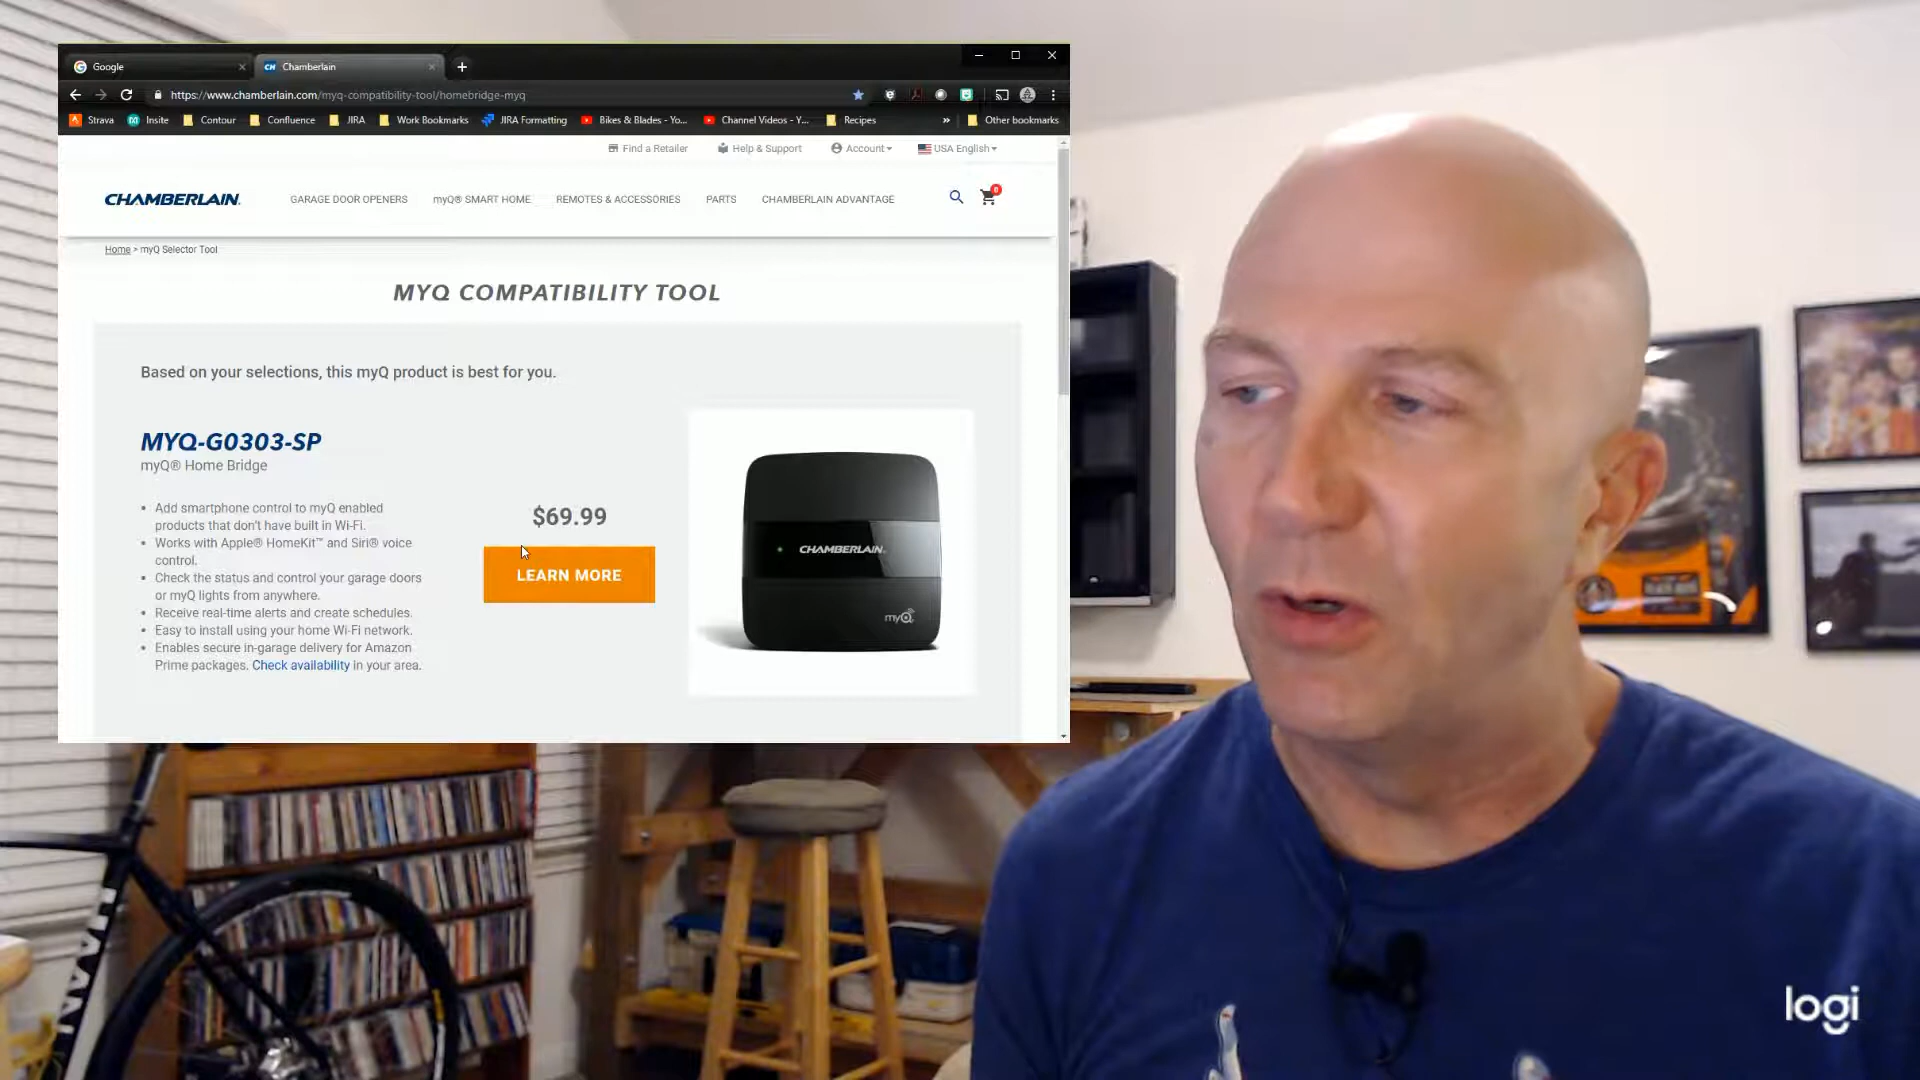 Google
Chamberlain
https://www.chamberlain.com/myq-compatibility-tool/homebridge-myq
Strava
Insite
Contour
Confluence
JIRA
Work Bookmarks
JIRA Formatting
Bikes & Blades - Yo...
Channel Videos - Y...
Recipes
»
Other bookmarks
Find a Retailer
Help & Support
Account
USA English
CHAMBERLAIN
GARAGE DOOR OPENERS
myQ® SMART HOME
REMOTES & ACCESSORIES
PARTS
CHAMBERLAIN ADVANTAGE
0
Home > myQ Selector Tool
MYQ COMPATIBILITY TOOL
Based on your selections, this myQ product is best for you.
MYQ-G0303-SP
myQ® Home Bridge
• Add smartphone control to myQ enabled
products that don't have built in Wi-Fi.
• Works with Apple® HomeKit™ and Siri® voice
control.
• Check the status and control your garage doors
or myQ lights from anywhere.
• Receive real-time alerts and create schedules.
• Easy to install using your home Wi-Fi network.
• Enables secure in-garage delivery for Amazon
Prime packages. Check availability in your area.
$69.99
LEARN MORE
CHAMBERLAIN
myQ
logi